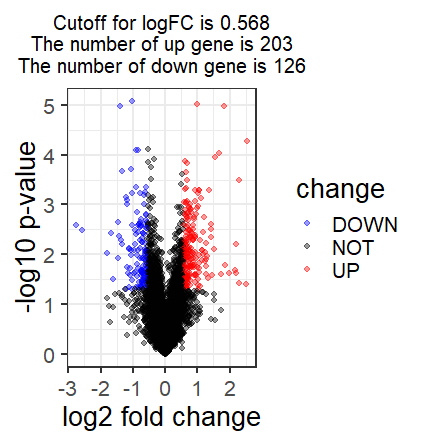 Cutoff for logFC is 0.568
The number of up gene is 203
The number of down gene is 126
-log10 p-value
5
4
3
2
1
0
-3 -2 -1 0 1 2
log2 fold change
change
DOWN
NOT
UP